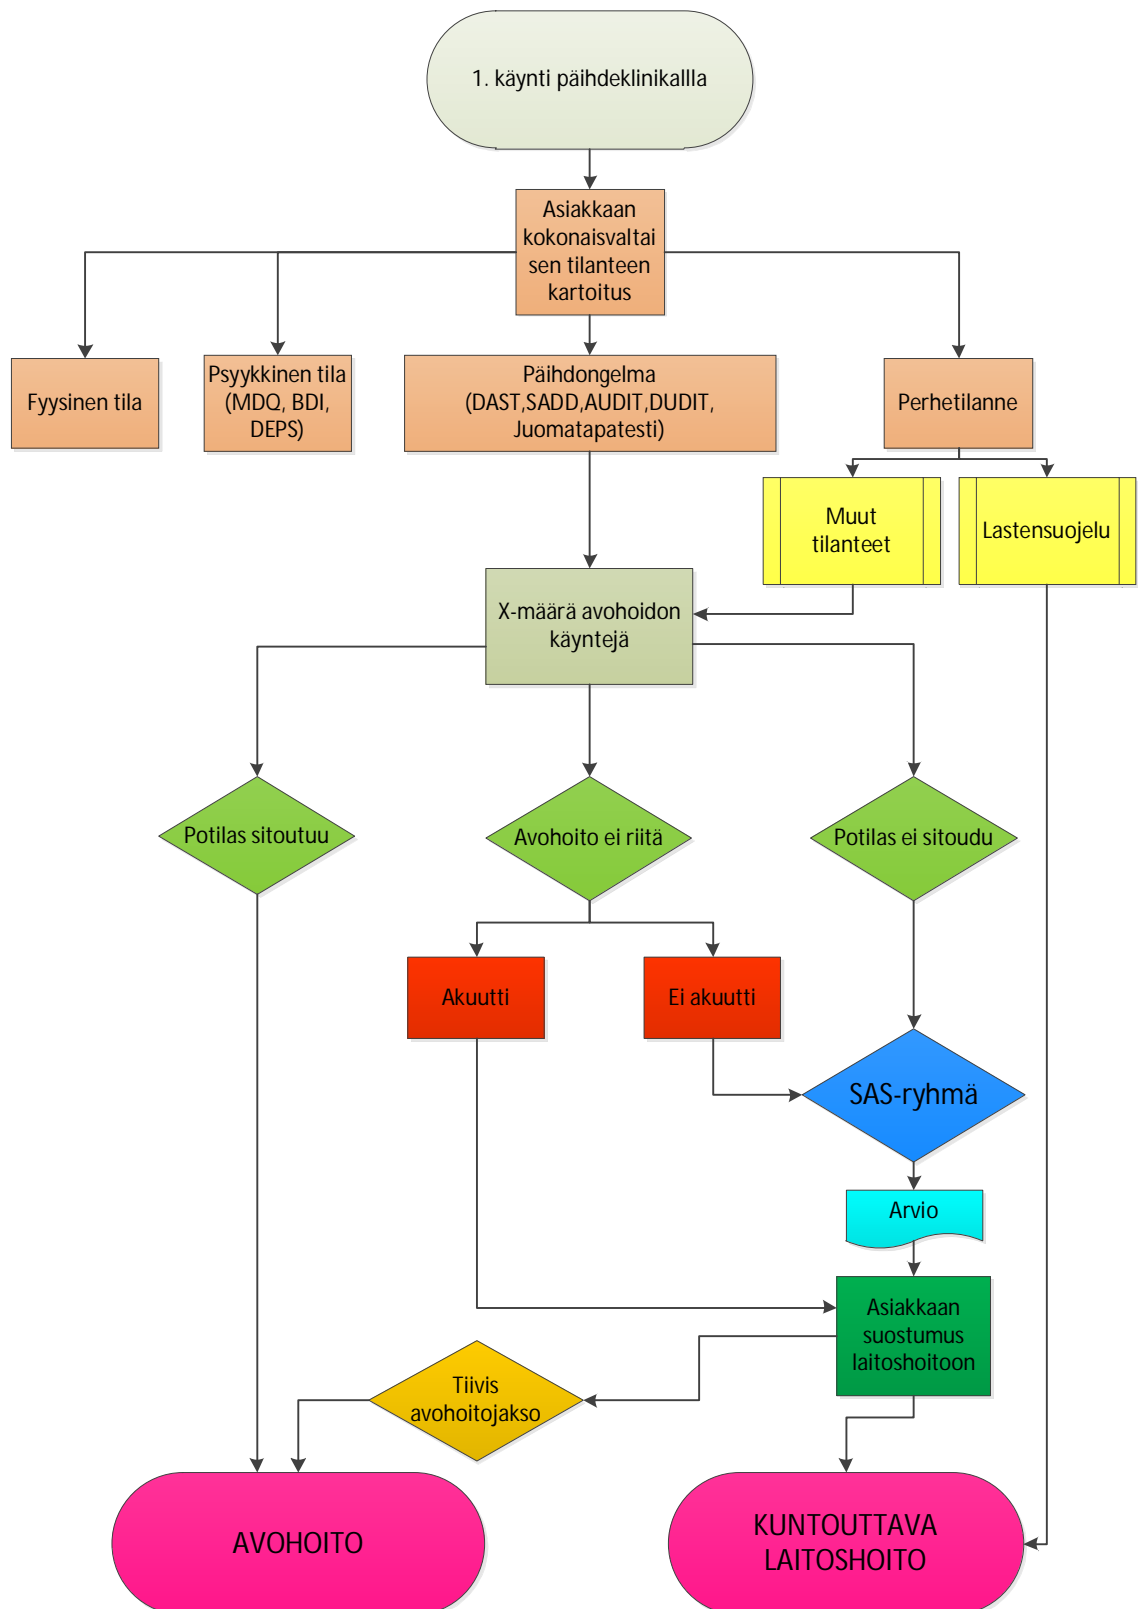 1. käynti päihdeklinikallla
Asiakkaan
kokonaisvaltai
sen tilanteen
kartoitus
Fyysinen tila
Psyykkinen tila
(MDQ, BDI,
DEPS)
Päihdongelma
(DAST,SADD,AUDIT,DUDIT,
Juomatapatesti)
Perhetilanne
Muut
tilanteet
Lastensuojelu
X-määrä avohoidon
käyntejä
Potilas sitoutuu
Avohoito ei riitä
Potilas ei sitoudu
Akuutti
Ei akuutti
SAS-ryhmä
Arvio
Asiakkaan
suostumus
laitoshoitoon
Tiivis
avohoitojakso
AVOHOITO
KUNTOUTTAVA
LAITOSHOITO